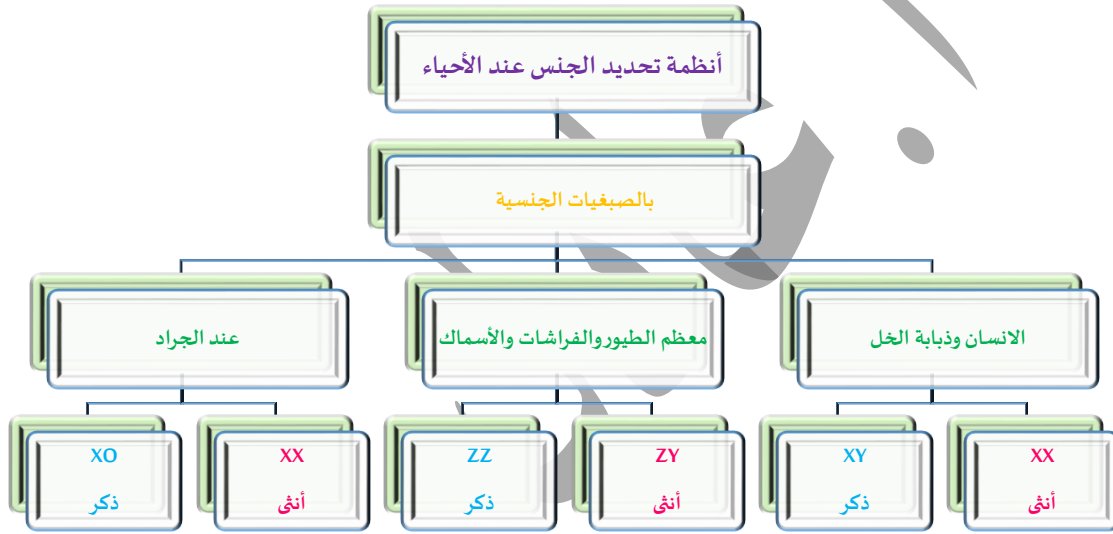 أنظمة تحديد الجنس عند الأحياء
بالصبغيات الجنسية
الانسان وذبابة الخل
معظم الطيوروالفراشات والأسماك
عند الجراد
XX
أنثى
XY
ذكر
ZY
أنثى
ZZ
ذكر
XX
أنثى
XO
ذكر